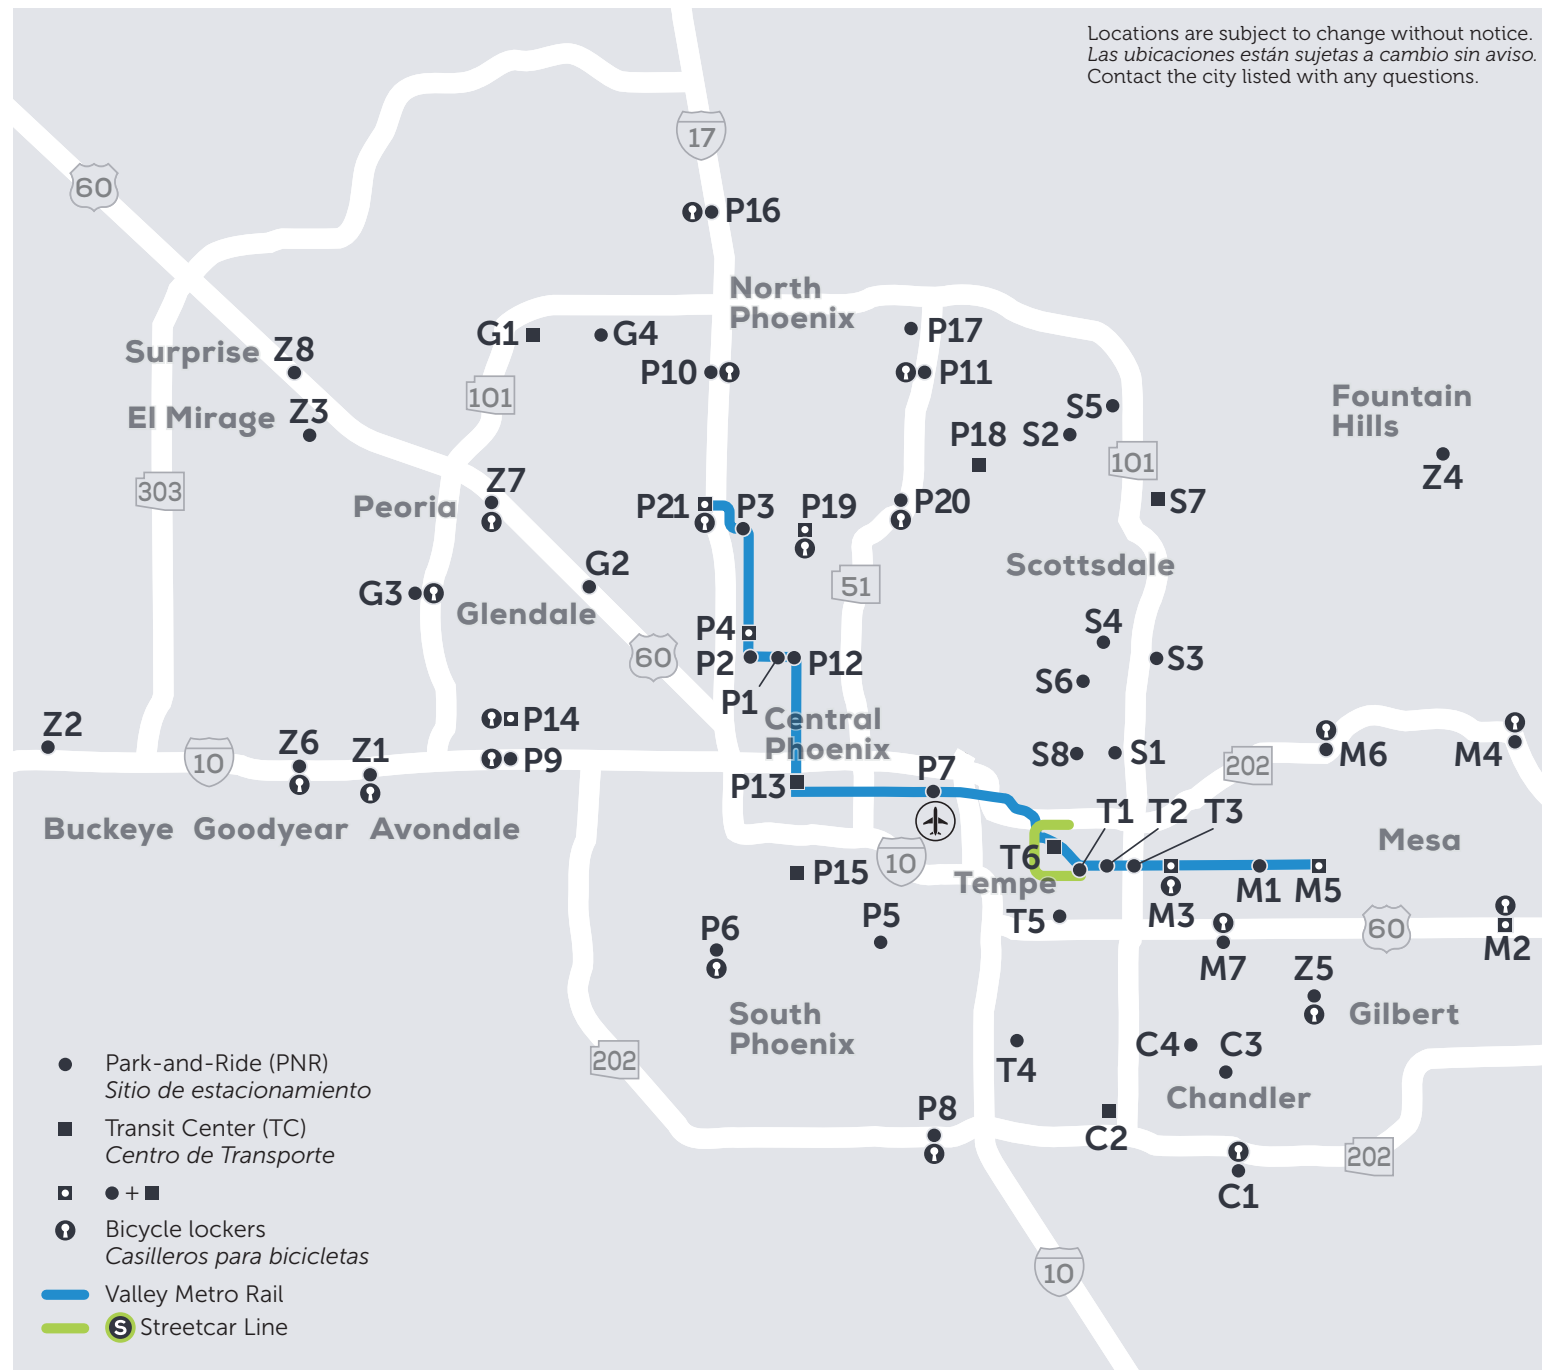 Locations are subject to change without notice.
Las ubicaciones están sujetas a cambio sin aviso.
Contact the city listed with any questions.
17
60
P16
North
Phoenix
G1
G4
P17
Surprise
Z8
P10
P11
101
El Mirage
Z3
S5
Fountain
Hills
P18
S2
101
Z4
303
Z7
Peoria
P21
P3
P19
P20
S7
G2
51
Scottsdale
G3
Glendale
P4
S4
60
P2
P12
S3
P1
S6
Z2
P14
Central
Phoenix
10
Z6
Z1
P9
S8
S1
M6
M4
202
P13
P7
T1
T2
T3
Buckeye
Goodyear
Avondale
Mesa
10
T6
P15
Tempe
M3
M1
M5
T5
P6
P5
60
M2
M7
Z5
South
Phoenix
Gilbert
202
T4
C4
C3
Chandler
P8
C2
202
C1
10
Park-and-Ride (PNR)
Sitio de estacionamiento
Transit Center (TC)
Centro de Transporte
+
Bicycle lockers
Casilleros para bicicletas
Valley Metro Rail
S Streetcar Line